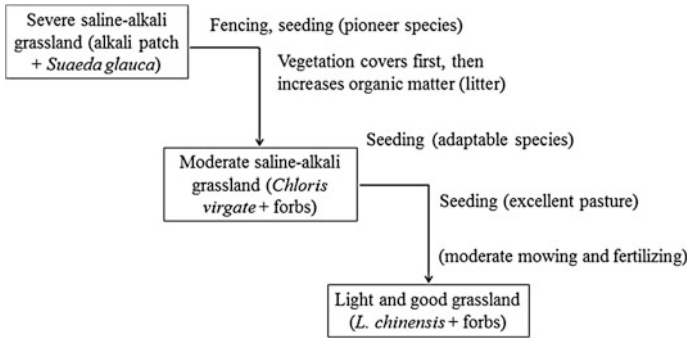 Severe saline-alkali
grassland (alkali patch
+ Suaeda glauca)
Fencing, seeding (pioneer species)
Vegetation covers first, then
increases organic matter (litter)
Seeding (adaptable species)
Moderate saline-alkali
grassland (Chloris
virgate + forbs)
Seeding (excellent pasture)
(moderate mowing and fertilizing)
Light and good grassland
(L. chinensis + forbs)